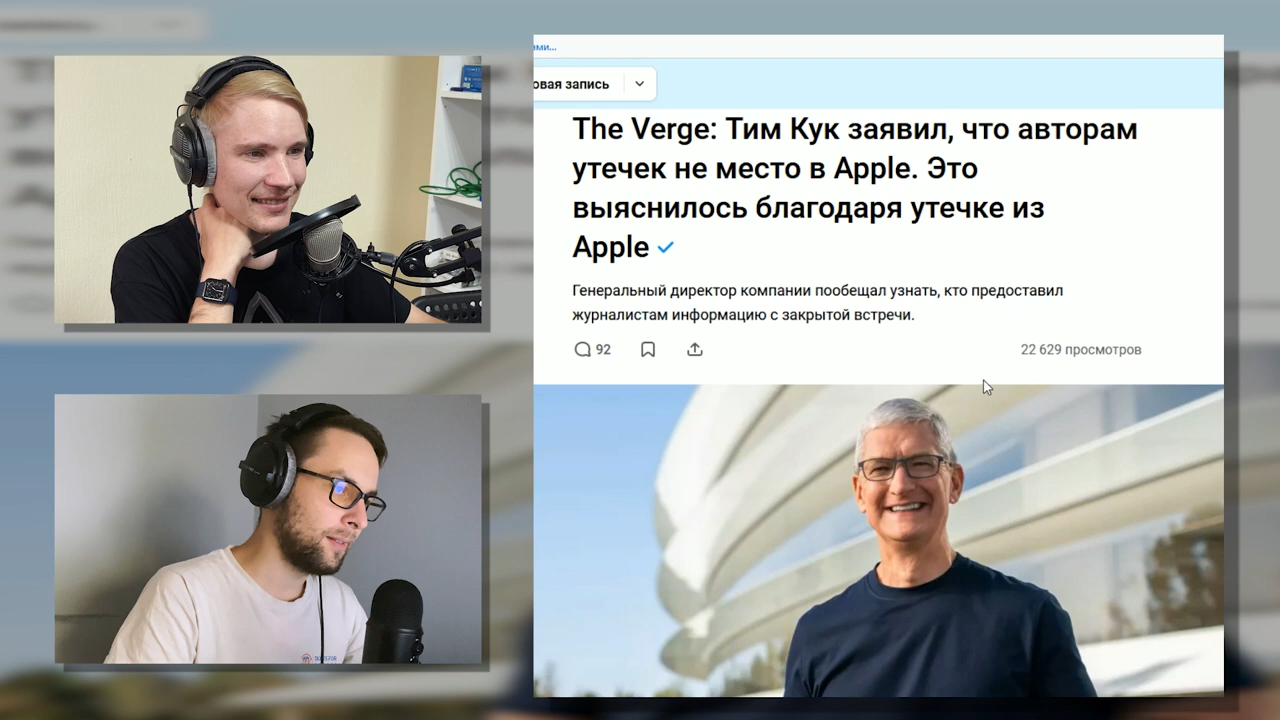 ями...
овая запись
The Verge: Тим Кук заявил, что авторам
утечек не место в Apple. Это
выяснилось благодаря утечке из
Apple
Генеральный директор компании пообещал узнать, кто предоставил
журналистам информацию с закрытой встречи.
92
22 629 просмотров